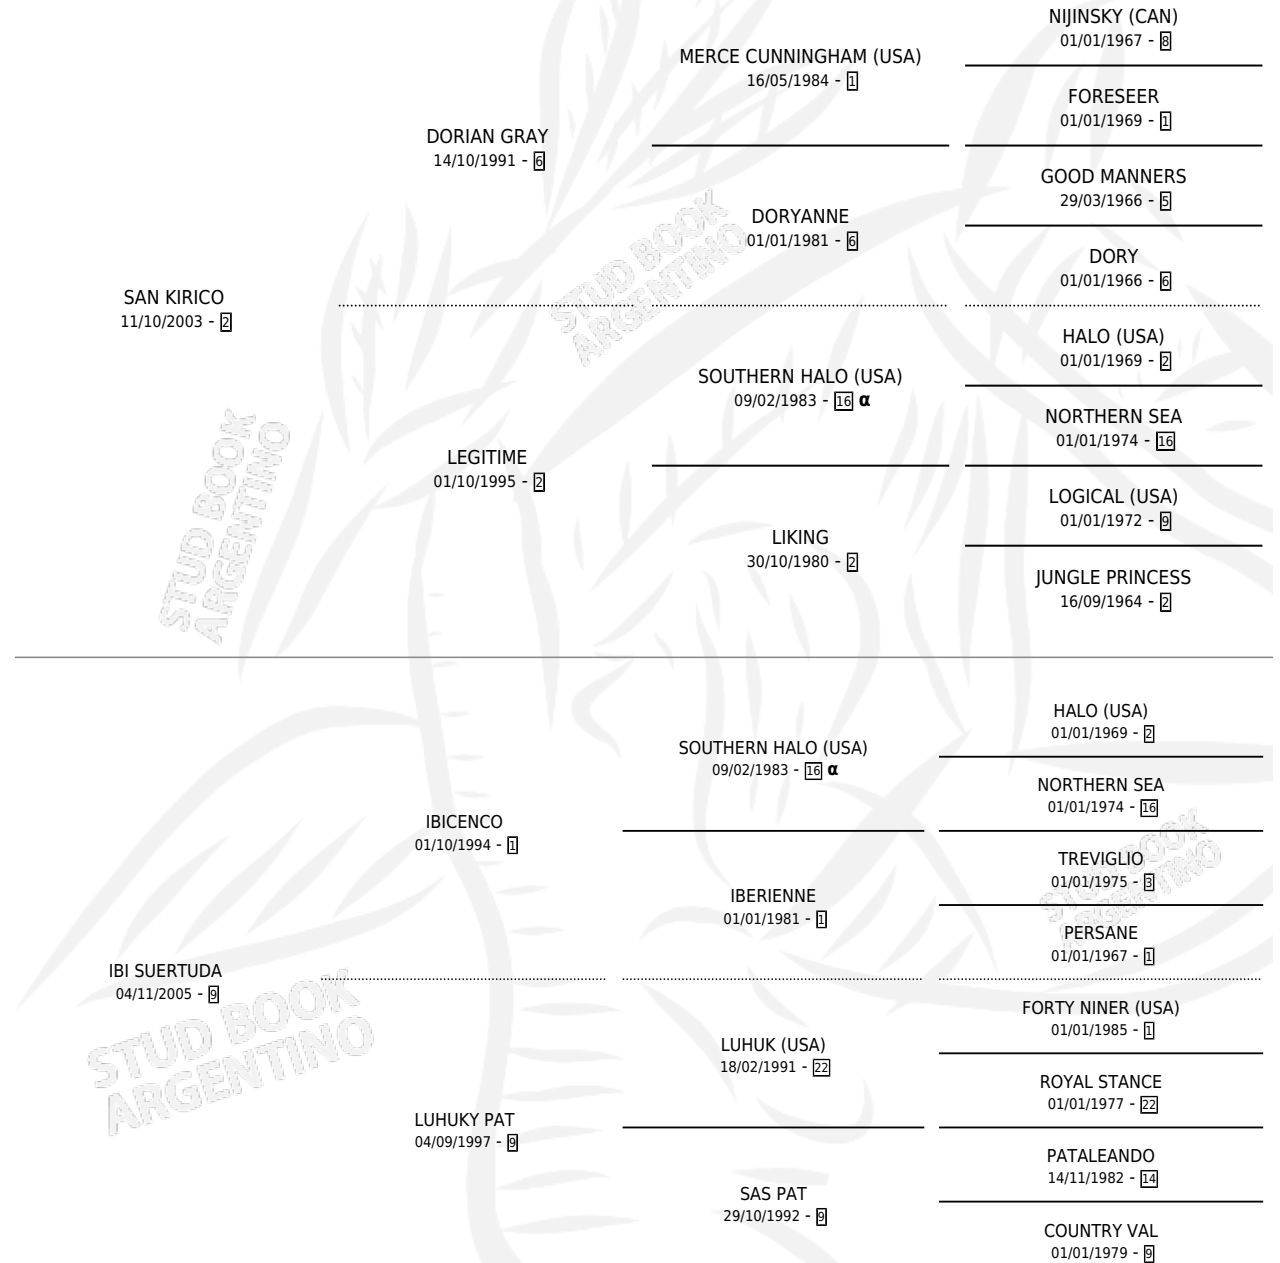 NIJINSKY (CAN)
01/01/1967 - 8
MERCE CUNNINGHAM (USA)
16/05/1984 - 1
FORESEER
01/01/1969 - 1
DORIAN GRAY
14/10/1991 - 6
GOOD MANNERS
29/03/1966 - 5
DORYANNE
01/01/1981 - 6
DORY
01/01/1966 - 6
SAN KIRICO
11/10/2003 - 2
HALO (USA)
01/01/1969 - 2
SOUTHERN HALO (USA)
09/02/1983 - 16 α
NORTHERN SEA
01/01/1974 - 16
LEGITIME
01/10/1995 - 2
LOGICAL (USA)
01/01/1972 - 9
LIKING
30/10/1980 - 2
JUNGLE PRINCESS
16/09/1964 - 2
HALO (USA)
01/01/1969 - 2
SOUTHERN HALO (USA)
09/02/1983 - 16 α
NORTHERN SEA
01/01/1974 - 16
IBICENCO
01/10/1994 - 1
TREVIGLIO
01/01/1975 - 3
IBERIENNE
01/01/1981 - 1
PERSANE
01/01/1967 - 1
IBI SUERTUDA
04/11/2005 - 9
FORTY NINER (USA)
01/01/1985 - 1
LUHUK (USA)
18/02/1991 - 22
ROYAL STANCE
01/01/1977 - 22
LUHUKY PAT
04/09/1997 - 9
PATALEANDO
14/11/1982 - 14
SAS PAT
29/10/1992 - 9
COUNTRY VAL
01/01/1979 - 9
STUD BOOK
ARGENTINO
STUD BOOK
ARGENTINO
STUD BOOK
ARGENTINO
STUD BOOK
ARGENTINO